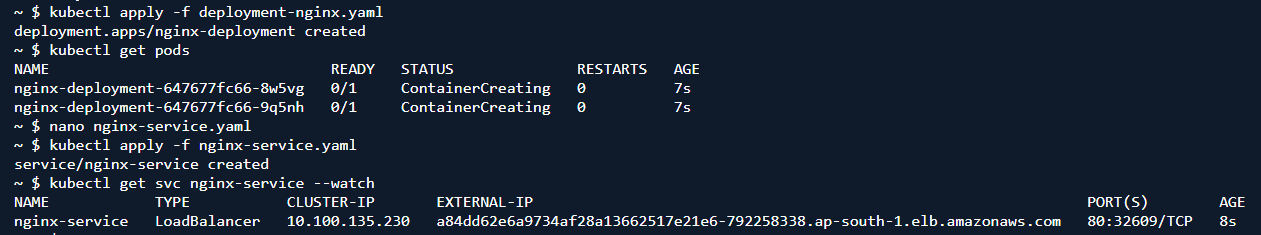 ~ $ kubectl apply -f deployment-nginx.yaml
deployment.apps/nginx-deployment created
~ $ kubectl get pods
NAME READY STATUS RESTARTS AGE
nginx-deployment-647677fc66-8w5vg 0/1 ContainerCreating 0 7s
nginx-deployment-647677fc66-9q5nh 0/1 ContainerCreating 0 7s
~ $ nano nginx-service.yaml
~ $ kubectl apply -f nginx-service.yaml
service/nginx-service created
~ $ kubectl get svc nginx-service --watch
NAME TYPE CLUSTER-IP EXTERNAL-IP PORT(S) AGE
nginx-service LoadBalancer 10.100.135.230 a84dd62e6a9734af28a13662517e21e6-792258338.ap-south-1.elb.amazonaws.com 80:32609/TCP 8s